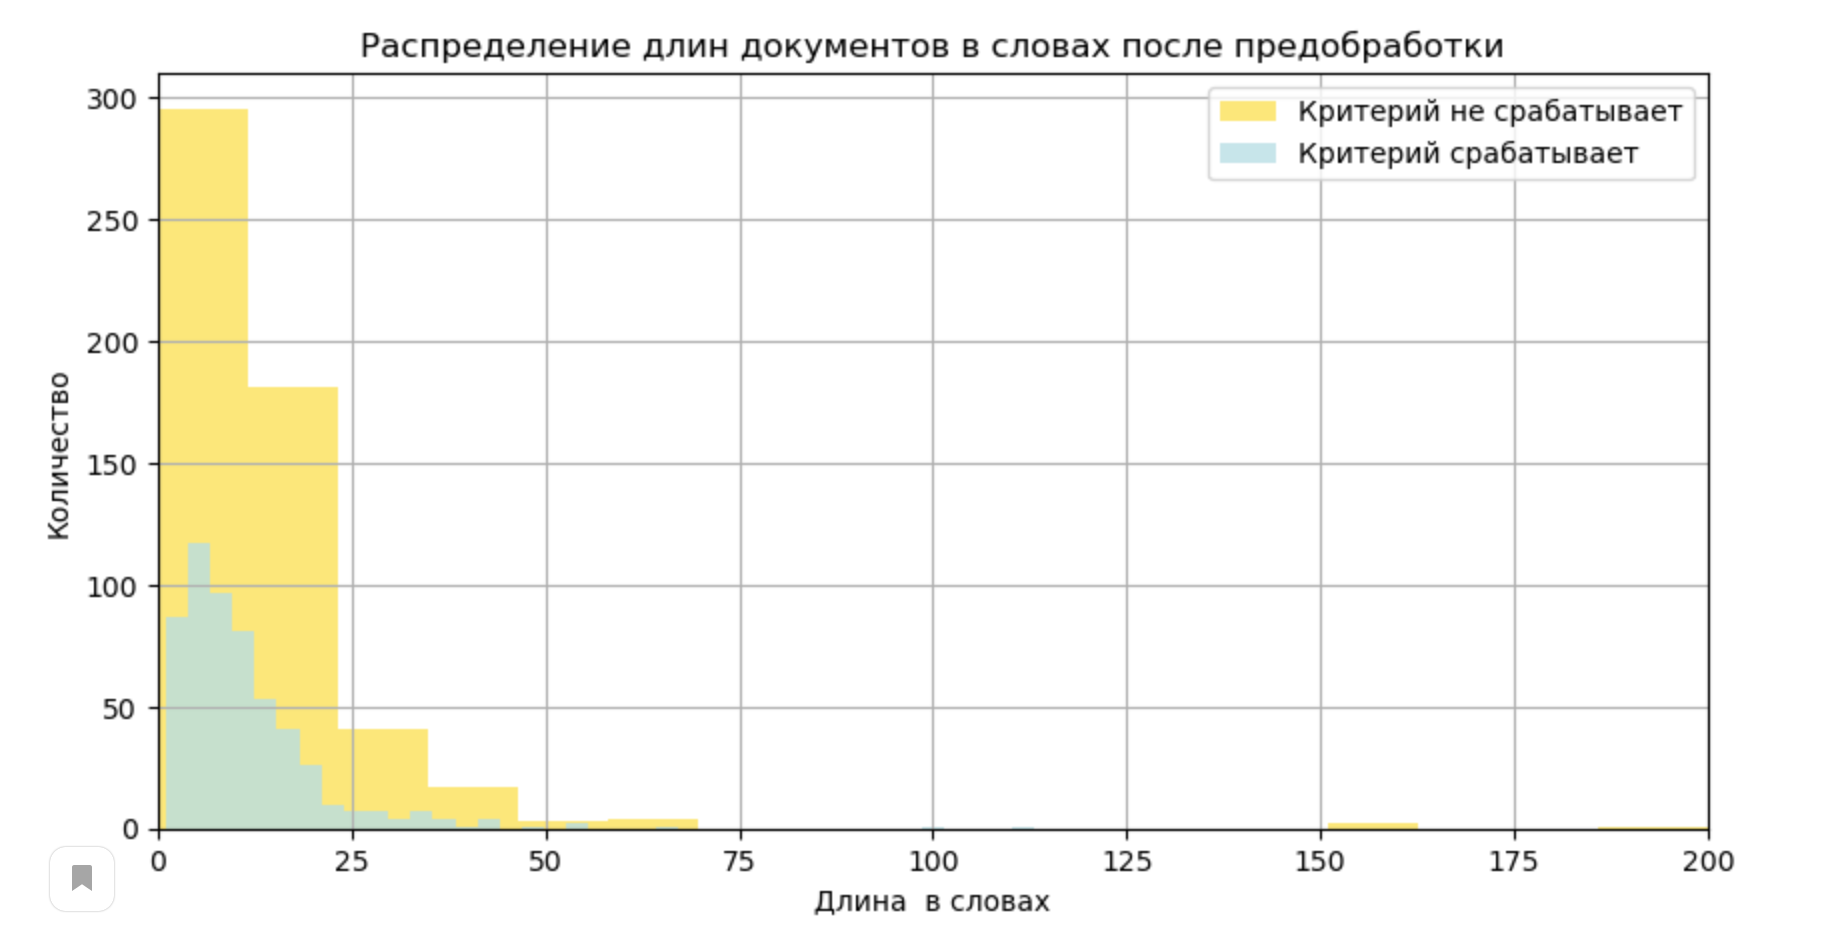 Распределение длин документов в словах после предобработки
Критерий не срабатывает
Критерий срабатывает
Количество
300
250
200
150
100
50
0
0 25 50 75 100 125 150 175 200
Длина  в словах